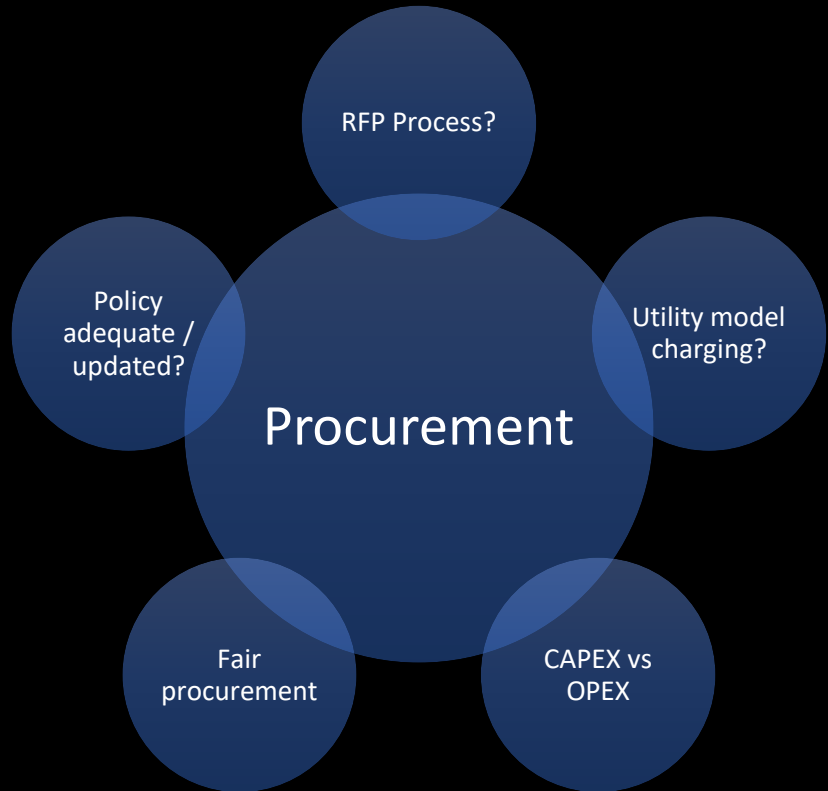 RFP Process?
Policy
adequate /
updated?
Utility model
charging?
Procurement
Fair
procurement
CAPEX vs
OPEX